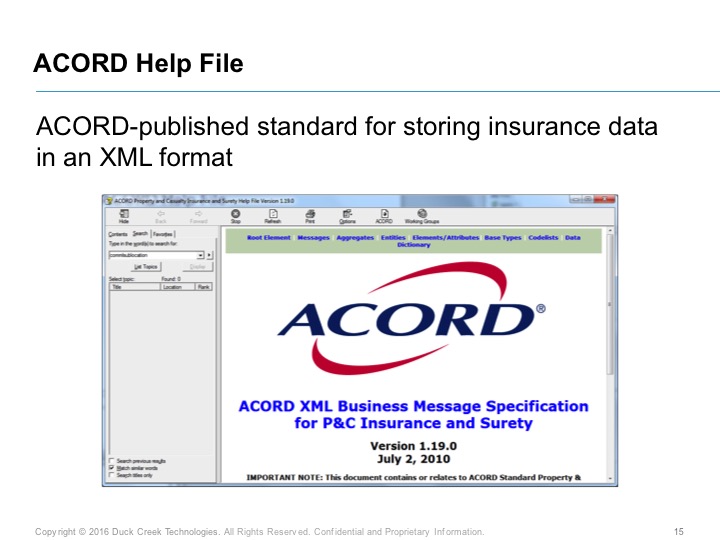 ACORD Help File
ACORD-published standard for storing insurance data
in an XML format
ACORD Property and Casualty Insurance and Surety Help File Version 1.19.0
Hide Back Forward Stop Refresh Print Options ACORD Working Groups
Contents Search Favorites
Type in the word(s) to search for:
commlsublocation
List Topics Display
Select topic: Found: 0
Title Location Rank
Search previous results
Match similar words
Search titles only
Root Element Messages Aggregates Entities Elements/Attributes Base Types Codelists Data
Dictionary
ACORD®
ACORD XML Business Message Specification
for P&C Insurance and Surety
Version 1.19.0
July 2, 2010
IMPORTANT NOTE: This document contains or relates to ACORD Standard Property &
Copyright © 2016 Duck Creek Technologies. All Rights Reserved. Confidential and Proprietary Information.
15